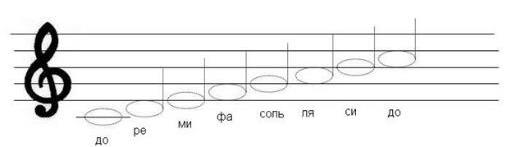 до ре ми фа соль ля си до